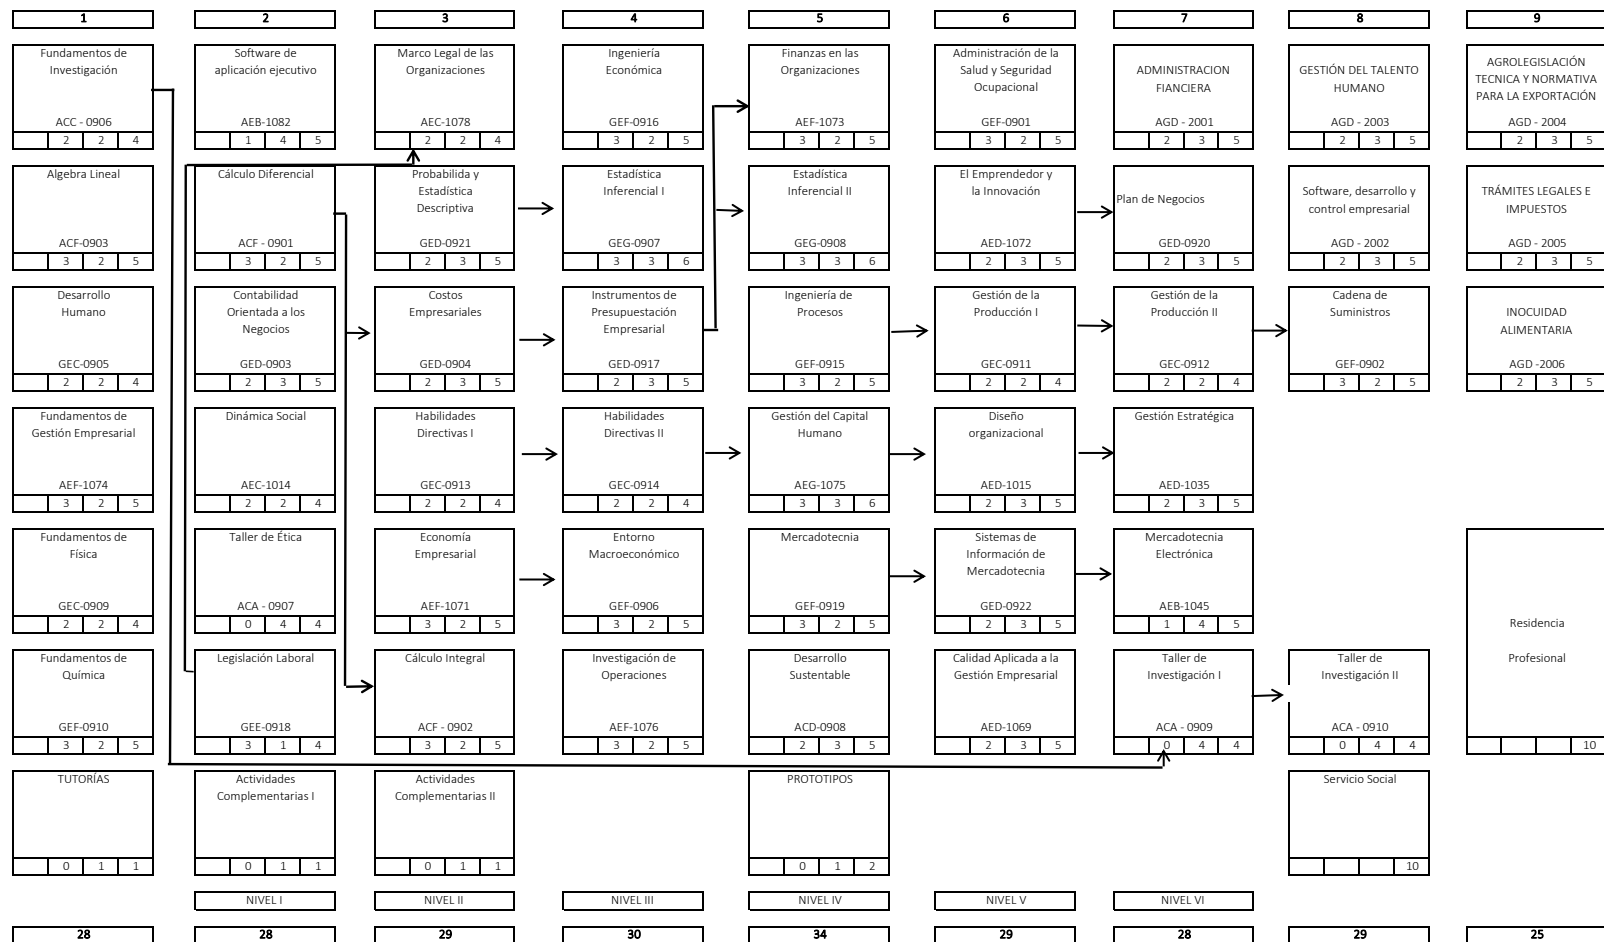 1
2
3
4
5
6
7
8
9
Fundamentos de
Investigación
ACC - 0906
2 2 4
Software de
aplicación ejecutivo
AEB-1082
1 4 5
Marco Legal de las
Organizaciones
AEC-1078
2 2 4
Ingeniería
Económica
GEF-0916
3 2 5
Finanzas en las
Organizaciones
AEF-1073
3 2 5
Administración de la
Salud y Seguridad
Ocupacional
GEF-0901
3 2 5
ADMINISTRACION
FIANCIERA
AGD - 2001
2 3 5
GESTIÓN DEL TALENTO
HUMANO
AGD - 2003
2 3 5
AGROLEGISLACIÓN
TECNICA Y NORMATIVA
PARA LA EXPORTACIÓN
AGD - 2004
2 3 5
Algebra Lineal
ACF-0903
3 2 5
Cálculo Diferencial
ACF - 0901
3 2 5
Probabilida y
Estadística
Descriptiva
GED-0921
2 3 5
Estadística
Inferencial I
GEG-0907
3 3 6
Estadística
Inferencial II
GEG-0908
3 3 6
El Emprendedor y
la Innovación
AED-1072
2 3 5
Plan de Negocios
GED-0920
2 3 5
Software, desarrollo y
control empresarial
AGD - 2002
2 3 5
TRÁMITES LEGALES E
IMPUESTOS
AGD - 2005
2 3 5
Desarrollo
Humano
GEC-0905
2 2 4
Contabilidad
Orientada a los
Negocios
GED-0903
2 3 5
Costos
Empresariales
GED-0904
2 3 5
Instrumentos de
Presupuestación
Empresarial
GED-0917
2 3 5
Ingeniería de
Procesos
GEF-0915
3 2 5
Gestión de la
Producción I
GEC-0911
2 2 4
Gestión de la
Producción II
GEC-0912
2 2 4
Cadena de
Suministros
GEF-0902
3 2 5
INOCUIDAD
ALIMENTARIA
AGD -2006
2 3 5
Fundamentos de
Gestión Empresarial
AEF-1074
3 2 5
Dinámica Social
AEC-1014
2 2 4
Habilidades
Directivas I
GEC-0913
2 2 4
Habilidades
Directivas II
GEC-0914
2 2 4
Gestión del Capital
Humano
AEG-1075
3 3 6
Diseño
organizacional
AED-1015
2 3 5
Gestión Estratégica
AED-1035
2 3 5
Fundamentos de
Física
GEC-0909
2 2 4
Taller de Ética
ACA - 0907
0 4 4
Economía
Empresarial
AEF-1071
3 2 5
Entorno
Macroeconómico
GEF-0906
3 2 5
Mercadotecnia
GEF-0919
3 2 5
Sistemas de
Información de
Mercadotecnia
GED-0922
2 3 5
Mercadotecnia
Electrónica
AEB-1045
1 4 5
Residencia
Profesional
10
Fundamentos de
Química
GEF-0910
3 2 5
Legislación Laboral
GEE-0918
3 1 4
Cálculo Integral
ACF - 0902
3 2 5
Investigación de
Operaciones
AEF-1076
3 2 5
Desarrollo
Sustentable
ACD-0908
2 3 5
Calidad Aplicada a la
Gestión Empresarial
AED-1069
2 3 5
Taller de
Investigación I
ACA - 0909
0 4 4
Taller de
Investigación II
ACA - 0910
0 4 4
TUTORÍAS
0 1 1
Actividades
Complementarias I
0 1 1
Actividades
Complementarias II
0 1 1
PROTOTIPOS
0 1 2
Servicio Social
10
NIVEL I
NIVEL II
NIVEL III
NIVEL IV
NIVEL V
NIVEL VI
28
28
29
30
34
29
28
29
25